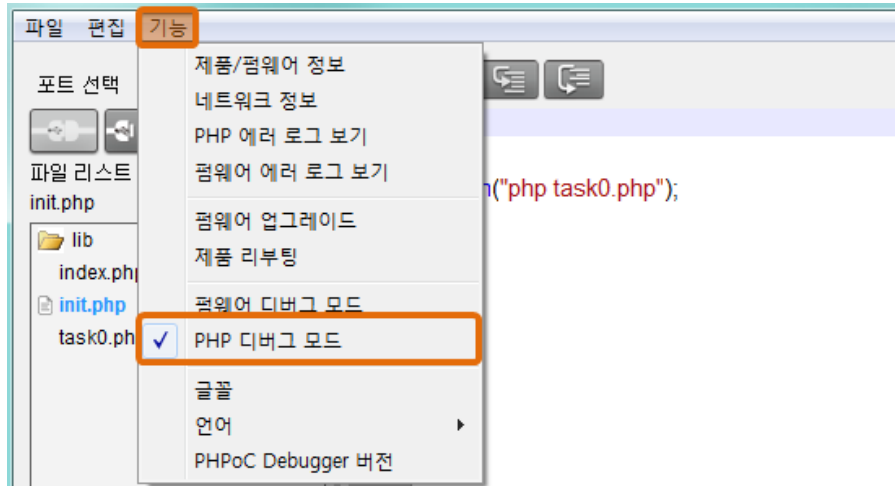 파일 편집 기능
포트 선택
파일 리스트
init.php
lib
index.ph
init.php
task0.ph
제품/펌웨어 정보
네트워크 정보
PHP 에러 로그 보기
펌웨어 에러 로그 보기
펌웨어 업그레이드
제품 리부팅
펌웨어 디버그 모드
PHP 디버그 모드
글꼴
언어
PHPoC Debugger 버전
("php task0.php");